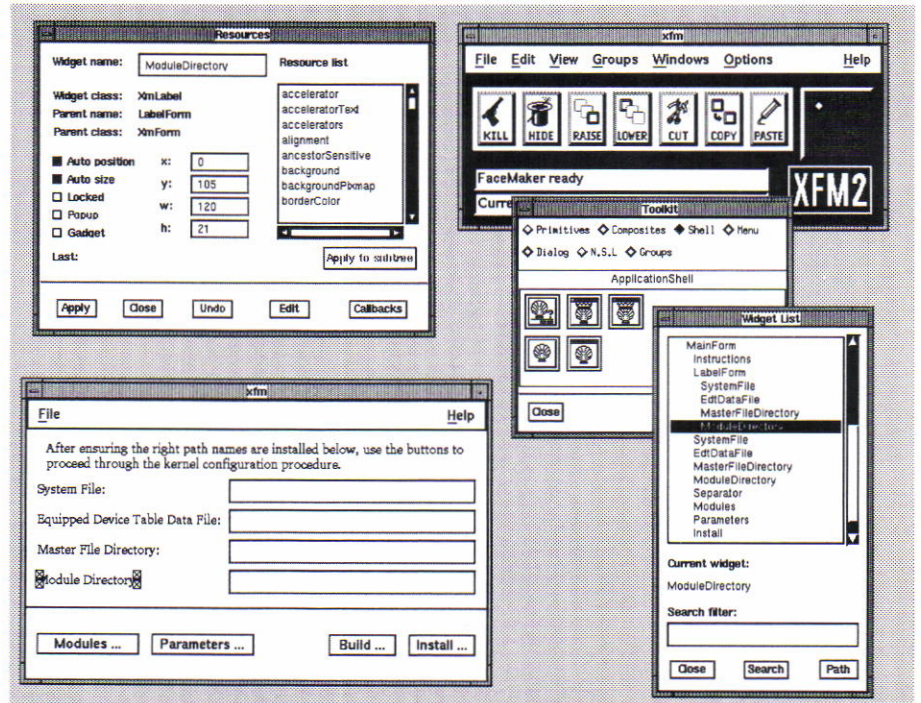 Resources
Widget name: ModuleDirectory
Resource list
Widget class: XmLabel
Parent name: LabelForm
Parent class: XmForm
Auto position x: 0
Auto size y: 105
Locked w: 120
Popup
Gadget h: 21
Last:
accelerator
acceleratorText
accelerators
alignment
ancestorSensitive
background
backgroundPixmap
borderColor
Apply to subtree
Apply Close Undo Edit Callbacks
xfm
File Edit View Groups Windows Options Help
KILL HIDE RAISE LOWER CUT COPY PASTE
FaceMaker ready
Curre
XFM2
Toolkit
Primitives Composites Shell Menu
Dialog N.S.L Groups
ApplicationShell
Close
Widget List
MainForm
Instructions
LabelForm
SystemFile
EdtDataFile
MasterFileDirectory
ModuleDirectory
SystemFile
EdtDataFile
MasterFileDirectory
ModuleDirectory
Separator
Modules
Parameters
Install
Current widget:
ModuleDirectory
Search filter:
Close Search Path
xfm
File Help
After ensuring the right path names are installed below, use the buttons to
proceed through the kernel configuration procedure.
System File:
Equipped Device Table Data File:
Master File Directory:
Module Directory
Modules ... Parameters ... Build ... Install ...